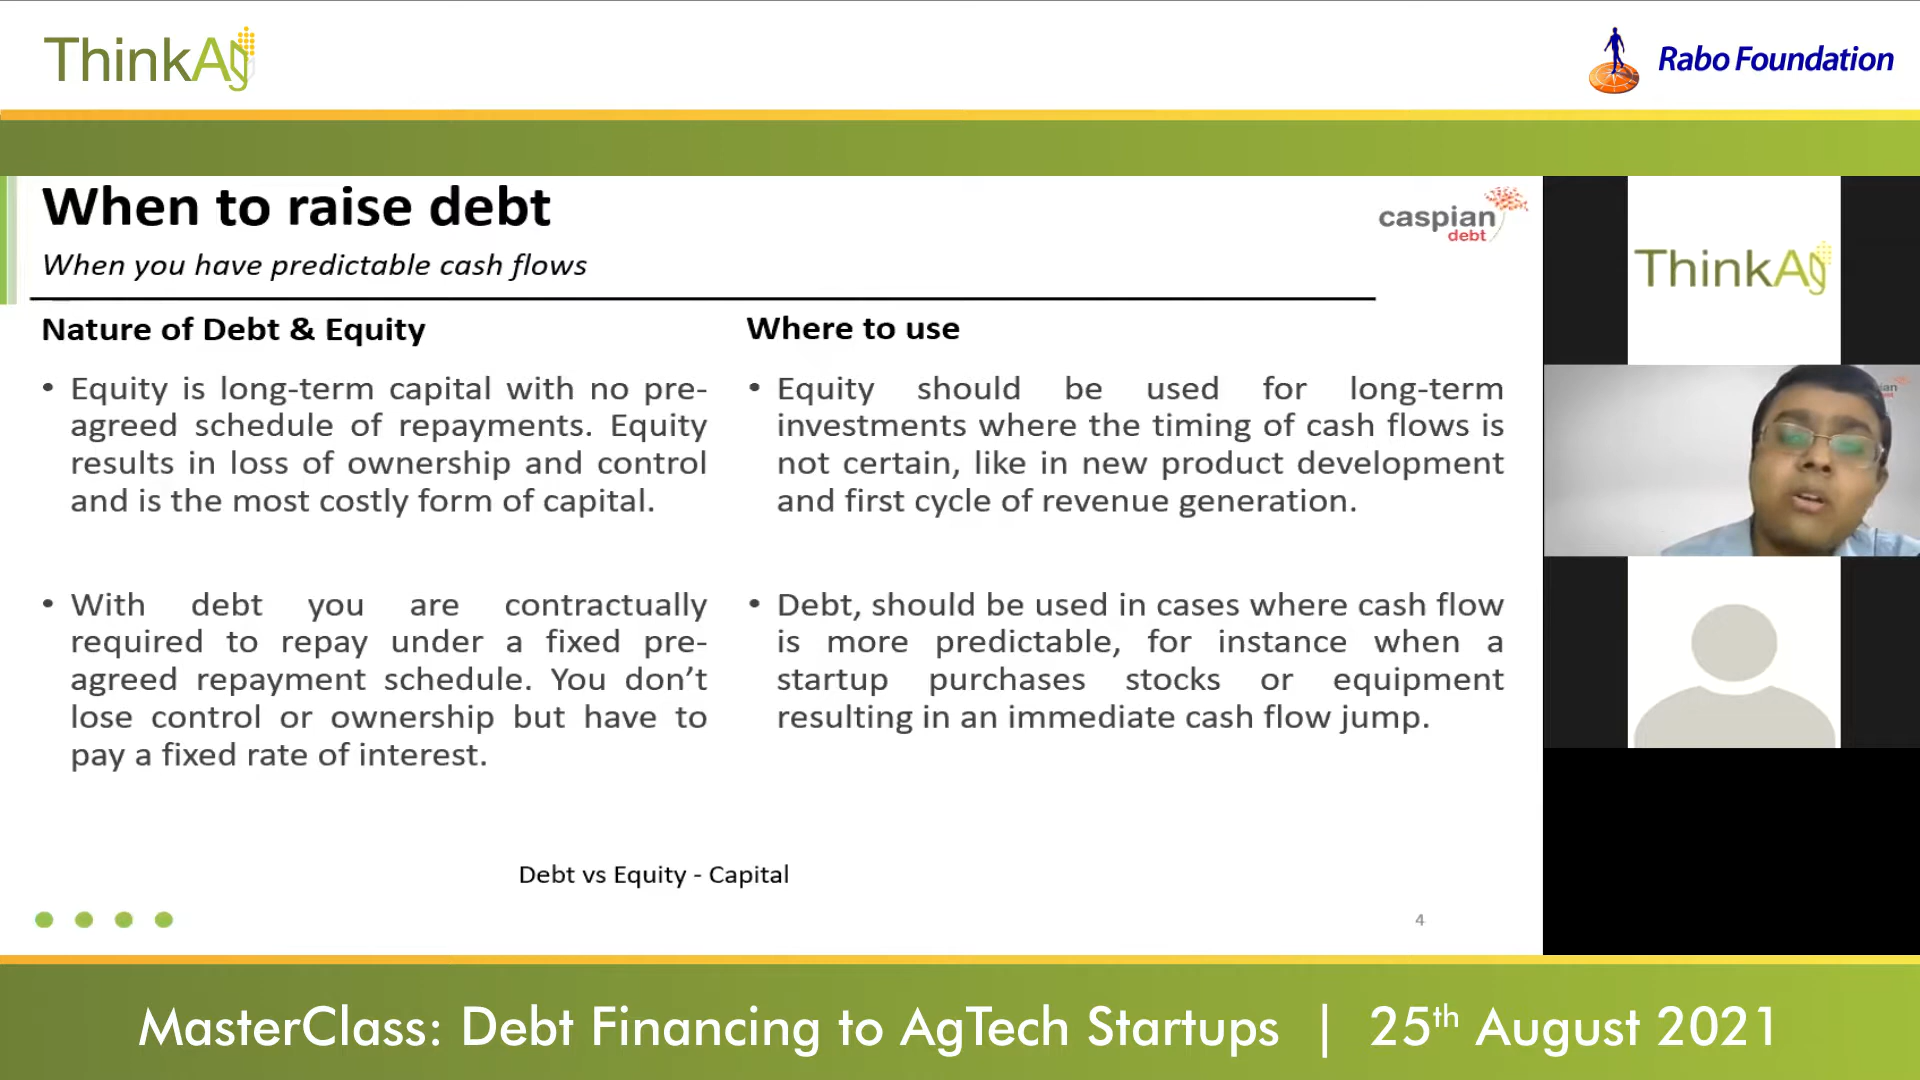 ThinkAg
Rabo Foundation
When to raise debt
When you have predictable cash flows
caspian
debt
Nature of Debt & Equity
• Equity is long-term capital with no pre-
agreed schedule of repayments. Equity
results in loss of ownership and control
and is the most costly form of capital.
• With debt you are contractually
required to repay under a fixed pre-
agreed repayment schedule. You don’t
lose control or ownership but have to
pay a fixed rate of interest.
Where to use
• Equity should be used for long-term
investments where the timing of cash flows is
not certain, like in new product development
and first cycle of revenue generation.
• Debt, should be used in cases where cash flow
is more predictable, for instance when a
startup purchases stocks or equipment
resulting in an immediate cash flow jump.
Debt vs Equity - Capital
4
ThinkAg
MasterClass: Debt Financing to AgTech Startups | 25th August 2021